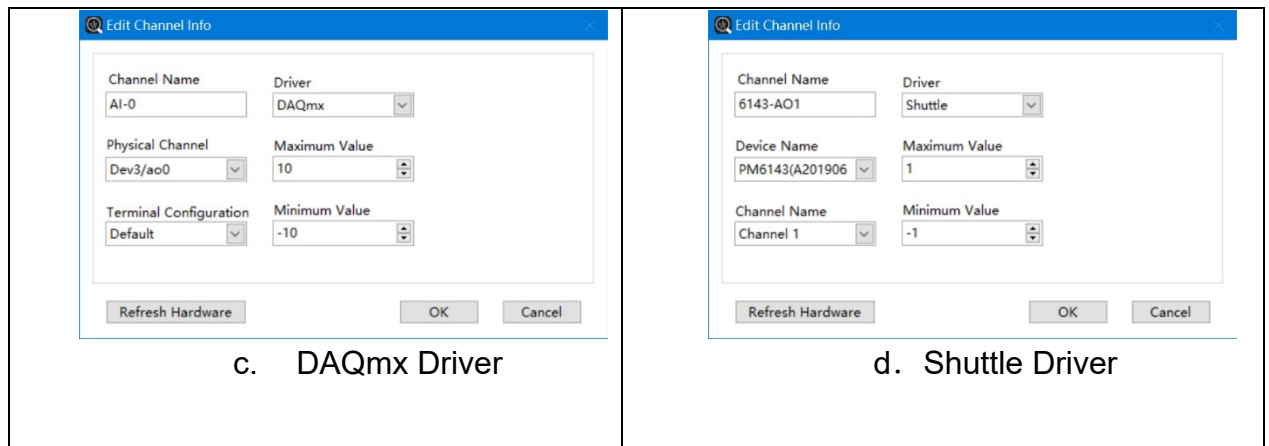 Edit Channel Info
Channel Name
Driver
AI-0
DAQmx
Physical Channel
Maximum Value
Dev3/ao0
10
Terminal Configuration
Minimum Value
Default
-10
Refresh Hardware
OK
Cancel
c. DAQmx Driver
Edit Channel Info
Channel Name
Driver
6143-AO1
Shuttle
Device Name
Maximum Value
PM6143(A201906
1
Channel Name
Minimum Value
Channel 1
-1
Refresh Hardware
OK
Cancel
d. Shuttle Driver